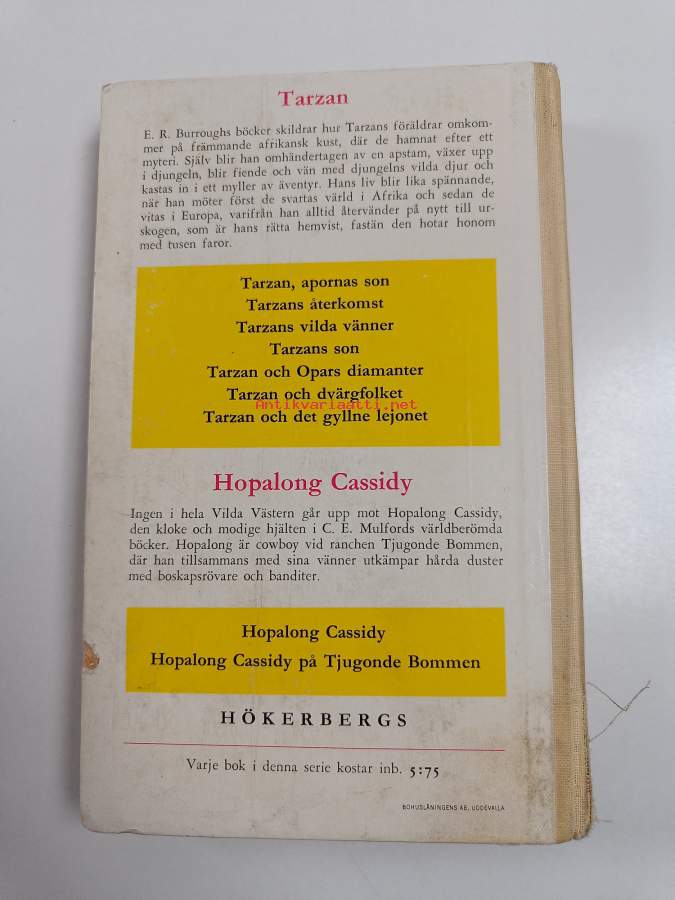 Tarzan
E. R. Burroughs böcker skildrar hur Tarzans föräldrar omkom-
mer på främmande afrikansk kust, där de hamnat efter ett
myteri. Själv blir han omhändertagen av en apstam, växer upp
i djungeln, blir fiende och vän med djungelns vilda djur och
kastas in i ett myller av äventyr. Hans liv blir lika spännande,
när han möter först de svartas värld i Afrika och sedan de
vitas i Europa, varifrån han alltid återvänder på nytt till ur-
skogen, som är hans rätta hemvist, fastän den hotar honom
med tusen faror.
Tarzan, apornas son
Tarzans återkomst
Tarzans vilda vänner
Tarzans son
Tarzan och Opars diamanter
Tarzan och dvärgfolket
Antikvariaatti.net
Tarzan och det gyllne lejonet
Hopalong Cassidy
Ingen i hela Vilda Västern går upp mot Hopalong Cassidy,
den kloke och modige hjälten i C. E. Mulfords världberömda
böcker. Hopalong är cowboy vid ranchen Tjugonde Bommen,
där han tillsammans med sina vänner utkämpar hårda duster
med boskapsrövare och banditer.
Hopalong Cassidy
Hopalong Cassidy på Tjugonde Bommen
HÖKERBERGS
Varje bok i denna serie kostar inb. 5:75
BOHUSLÄNINGENS AB, UDDEVALLA